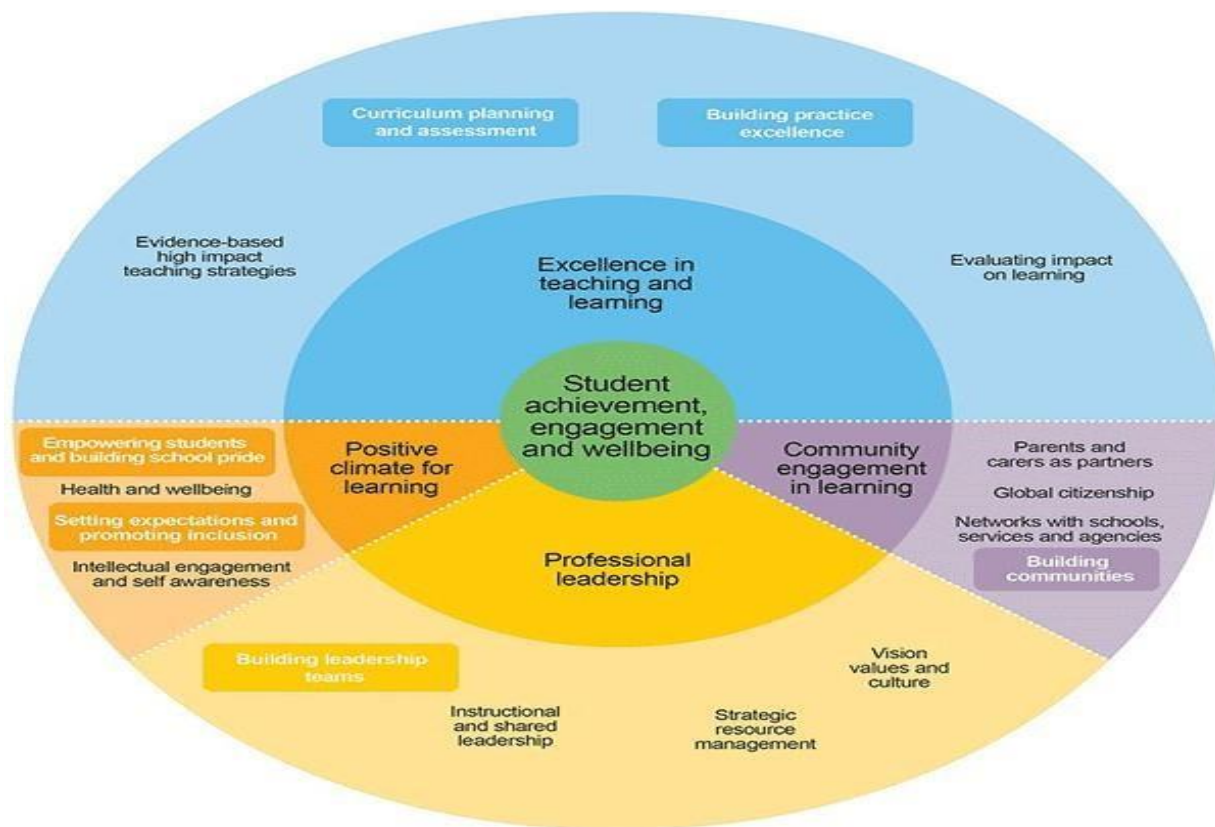 Curriculum planning
and assessment
Building practice
excellence
Evidence-based
high impact
teaching strategies
Excellence in
teaching and
learning
Evaluating impact
on learning
Student
achievement,
engagement
and wellbeing
Empowering students
and building school pride
Health and wellbeing
Setting expectations and
promoting inclusion
Intellectual engagement
and self awareness
Positive
climate for
learning
Community
engagement
in learning
Parents and
carers as partners
Global citizenship
Networks with schools,
services and agencies
Building
communities
Professional
leadership
Building leadership
teams
Instructional
and shared
leadership
Strategic
resource
management
Vision
values and
culture